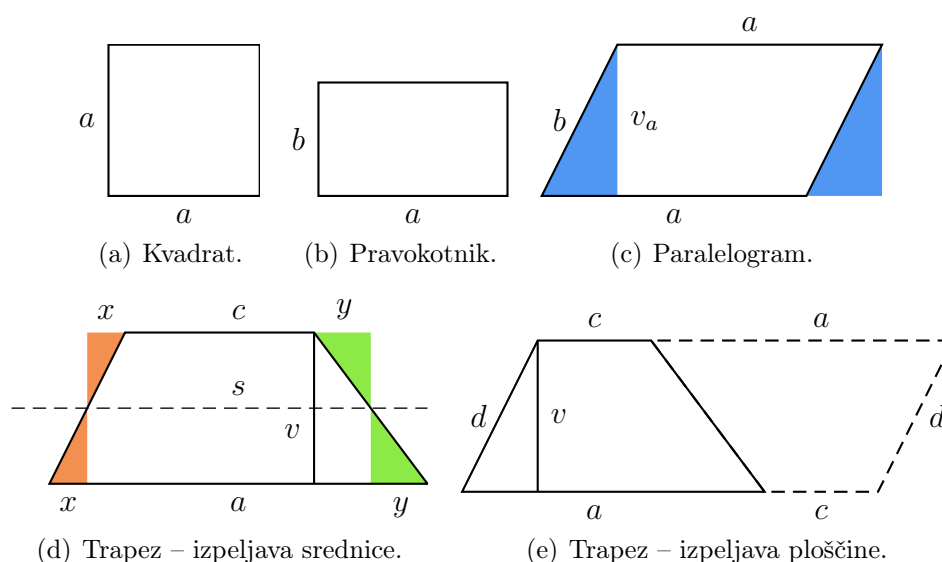 a
a
a
b
a
b
v_a
a
(a) Kvadrat.
(b) Pravokotnik.
(c) Paralelogram.
x
c
y
s
v
x
a
y
c
a
d
v
d
a
c
(d) Trapez – izpeljava srednice.
(e) Trapez – izpeljava ploščine.